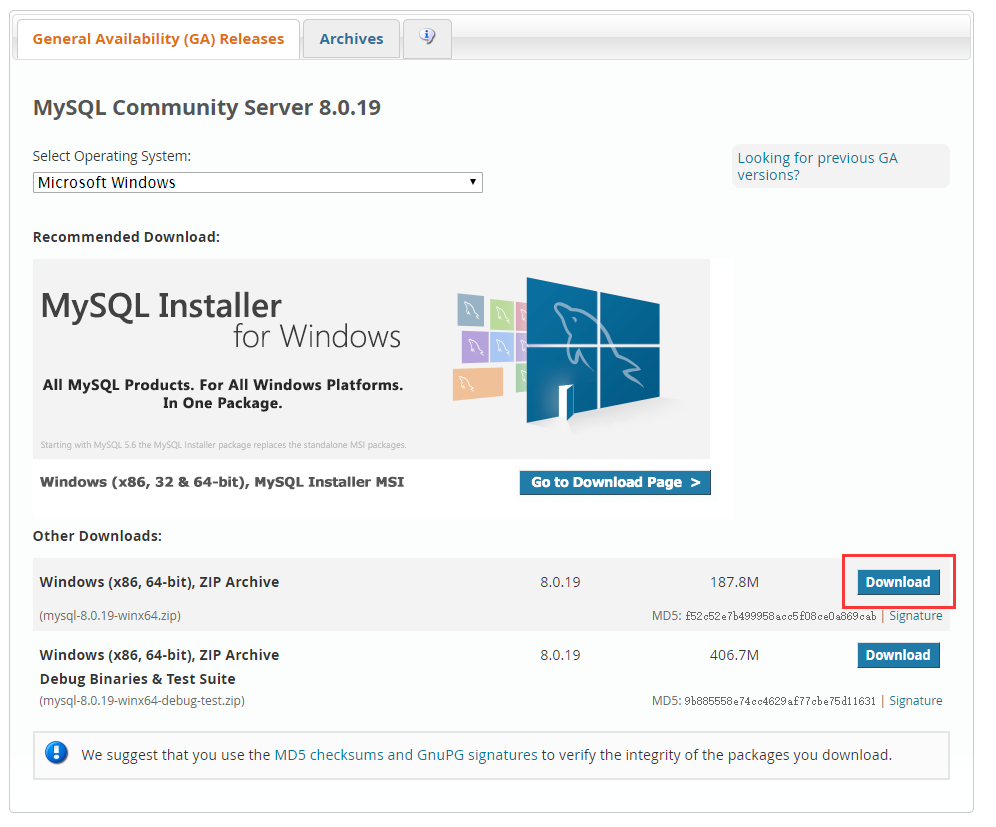 General Availability (GA) Releases
Archives
MySQL Community Server 8.0.19
Select Operating System:
Looking for previous GA
versions?
Microsoft Windows
Recommended Download:
MySQL Installer
for Windows
All MySQL Products. For All Windows Platforms.
In One Package.
Starting with MySQL 5.6 the MySQL Installer package replaces the standalone MSI packages.
Windows (x86, 32 & 64-bit), MySQL Installer MSI
Go to Download Page >
Other Downloads:
Windows (x86, 64-bit), ZIP Archive 8.0.19 187.8M Download
(mysql-8.0.19-winx64.zip) MD5: f52c52e7b499958acc5f08ce0a869cab | Signature
Windows (x86, 64-bit), ZIP Archive 8.0.19 406.7M Download
Debug Binaries & Test Suite
(mysql-8.0.19-winx64-debug-test.zip) MD5: 9b885558e74cc4629af77cbe75d11631 | Signature
We suggest that you use the MD5 checksums and GnuPG signatures to verify the integrity of the packages you download.